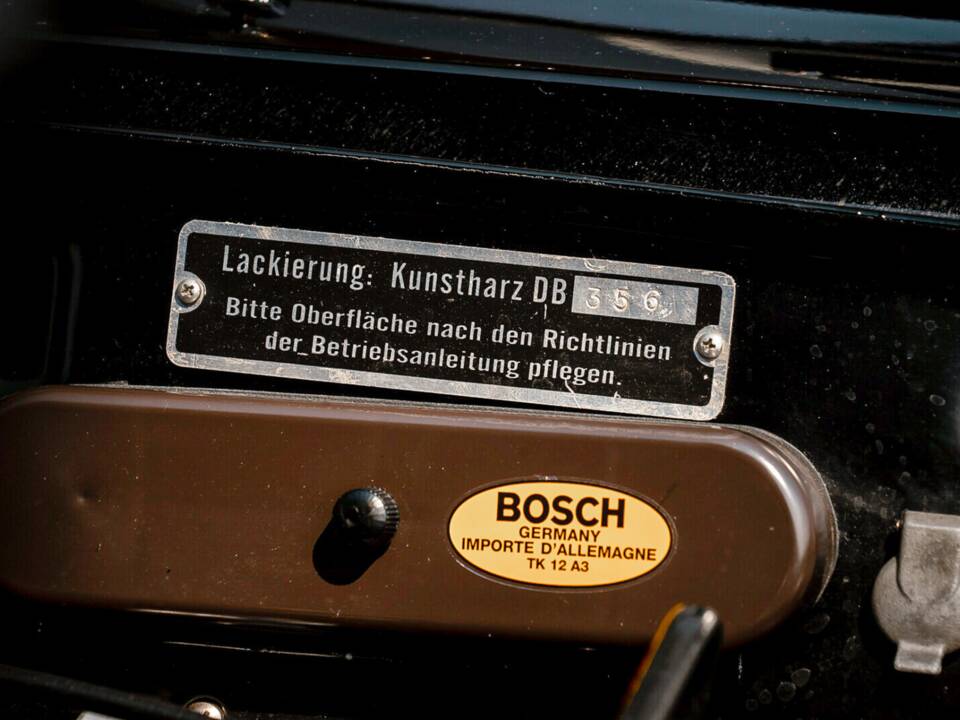 Lackierung: Kunstharz DB 356
Bitte Oberfläche nach den Richtlinien
der Betriebsanleitung pflegen.
BOSCH
GERMANY
IMPORTE D'ALLEMAGNE
TK 12 A3